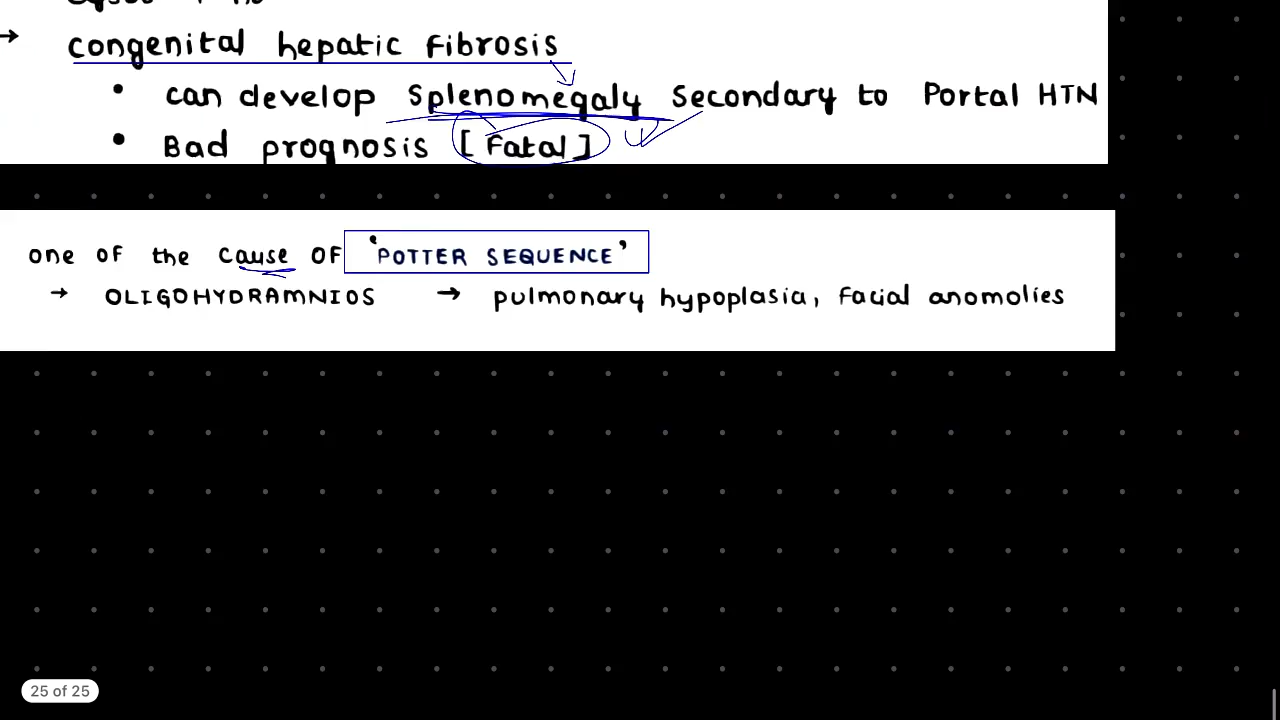 → congenital hepatic fibrosis
• can develop splenomegaly secondary to Portal HTN
• Bad prognosis [Fatal]
one of the cause of 'POTTER SEQUENCE'
→ OLIGOHYDRAMNIOS → pulmonary hypoplasia, facial anomolies
25 of 25